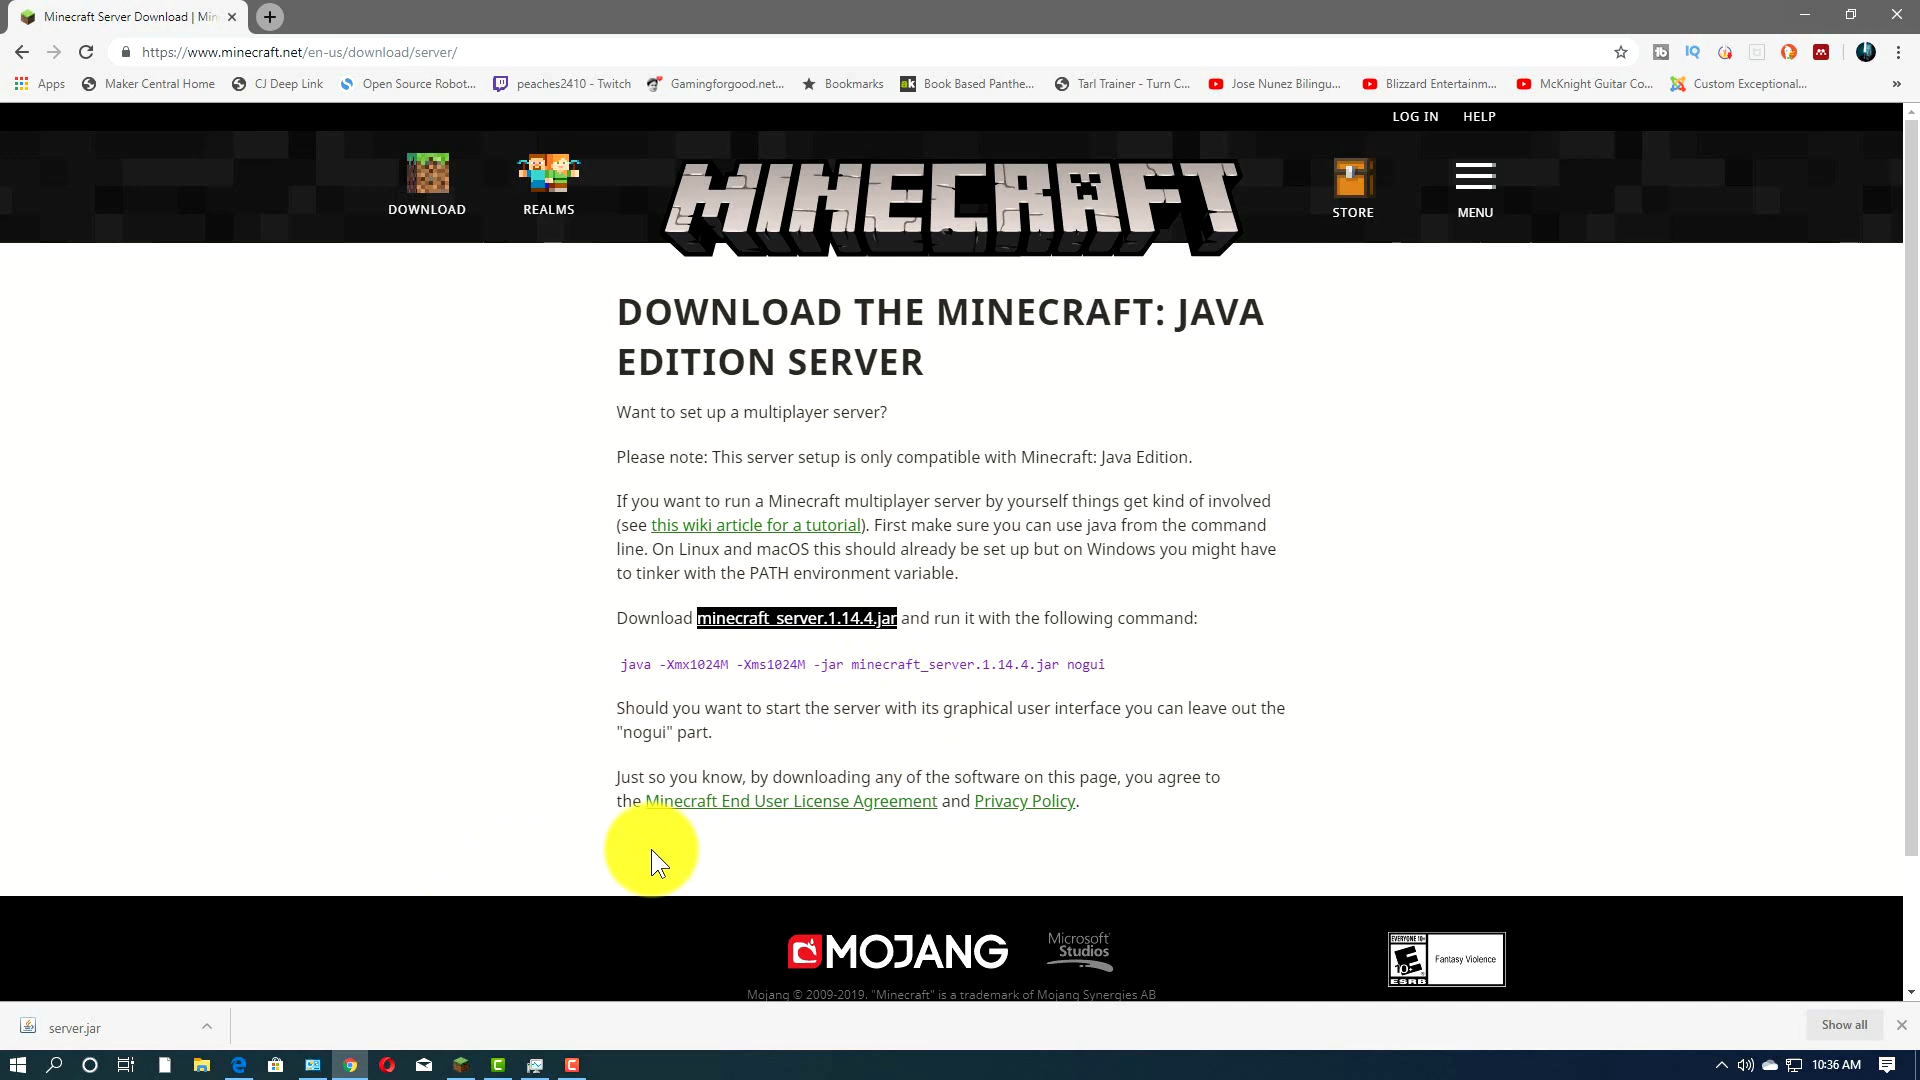 Minecraft Server Download | Min
https://www.minecraft.net/en-us/download/server/
Apps
Maker Central Home
CJ Deep Link
Open Source Robot...
peaches2410 - Twitch
Gamingforgood.net...
Bookmarks
Book Based Panthe...
Tarl Trainer - Turn C...
Jose Nunez Bilingu...
Blizzard Entertainm...
McKnight Guitar Co...
Custom Exceptional...
LOG IN HELP
DOWNLOAD
REALMS
MINECRAFT
STORE
MENU
DOWNLOAD THE MINECRAFT: JAVA
EDITION SERVER
Want to set up a multiplayer server?
Please note: This server setup is only compatible with Minecraft: Java Edition.
If you want to run a Minecraft multiplayer server by yourself things get kind of involved
(see this wiki article for a tutorial). First make sure you can use java from the command
line. On Linux and macOS this should already be set up but on Windows you might have
to tinker with the PATH environment variable.
Download minecraft_server.1.14.4.jar and run it with the following command:
java -Xmx1024M -Xms1024M -jar minecraft_server.1.14.4.jar nogui
Should you want to start the server with its graphical user interface you can leave out the
"nogui" part.
Just so you know, by downloading any of the software on this page, you agree to
the Minecraft End User License Agreement and Privacy Policy.
MOJANG
Microsoft
Studios
EVERYONE 10+
E
10+
ESRB
Fantasy Violence
Mojang © 2009-2019. "Minecraft" is a trademark of Mojang Synergies AB
server.jar
Show all
10:36 AM